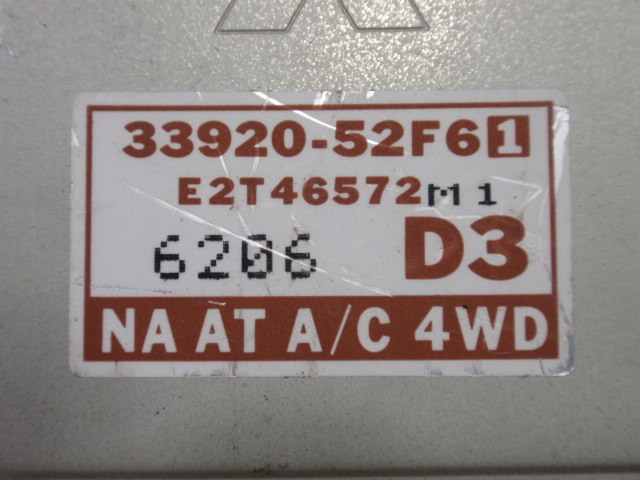 33920-52F61
E2T46572M1
6206 D3
NA AT A/C 4WD